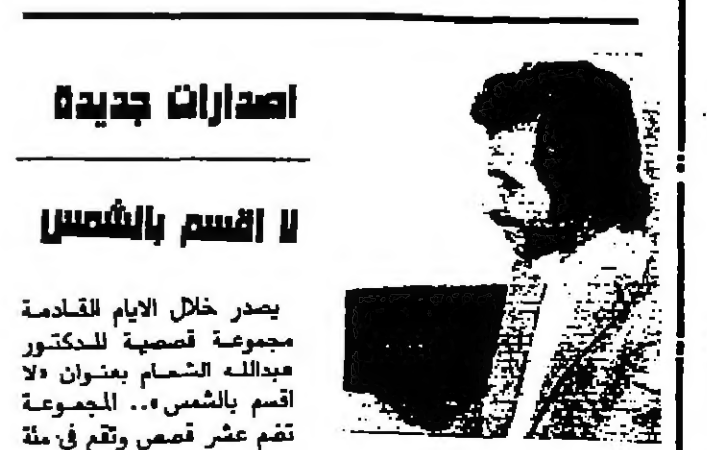 اصدارات جديدة
لا اقسم بالشمس
يصدر خلال الايام القادمة
مجموعة قصصية للدكتور
عبدالله الشحام بعنوان «لا
اقسم بالشمس».. المجموعة
تضم عشر قصص وتقع في مئة